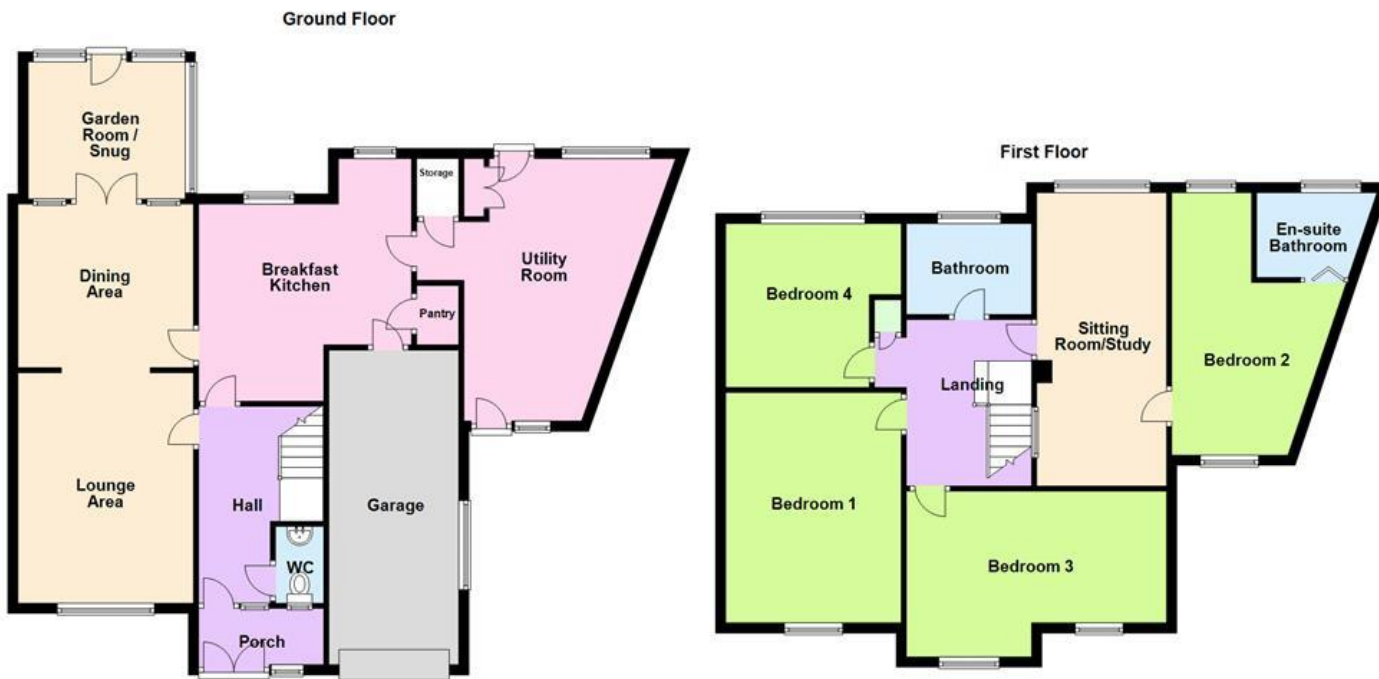 Ground Floor
Garden
Room /
Snug
Storage
Dining
Area
Breakfast
Kitchen
Utility
Room
Pantry
Lounge
Area
Hall
Garage
WC
Porch
First Floor
En-suite
Bathroom
Bathroom
Bedroom 4
Sitting
Room/Study
Bedroom 2
Landing
Bedroom 1
Bedroom 3